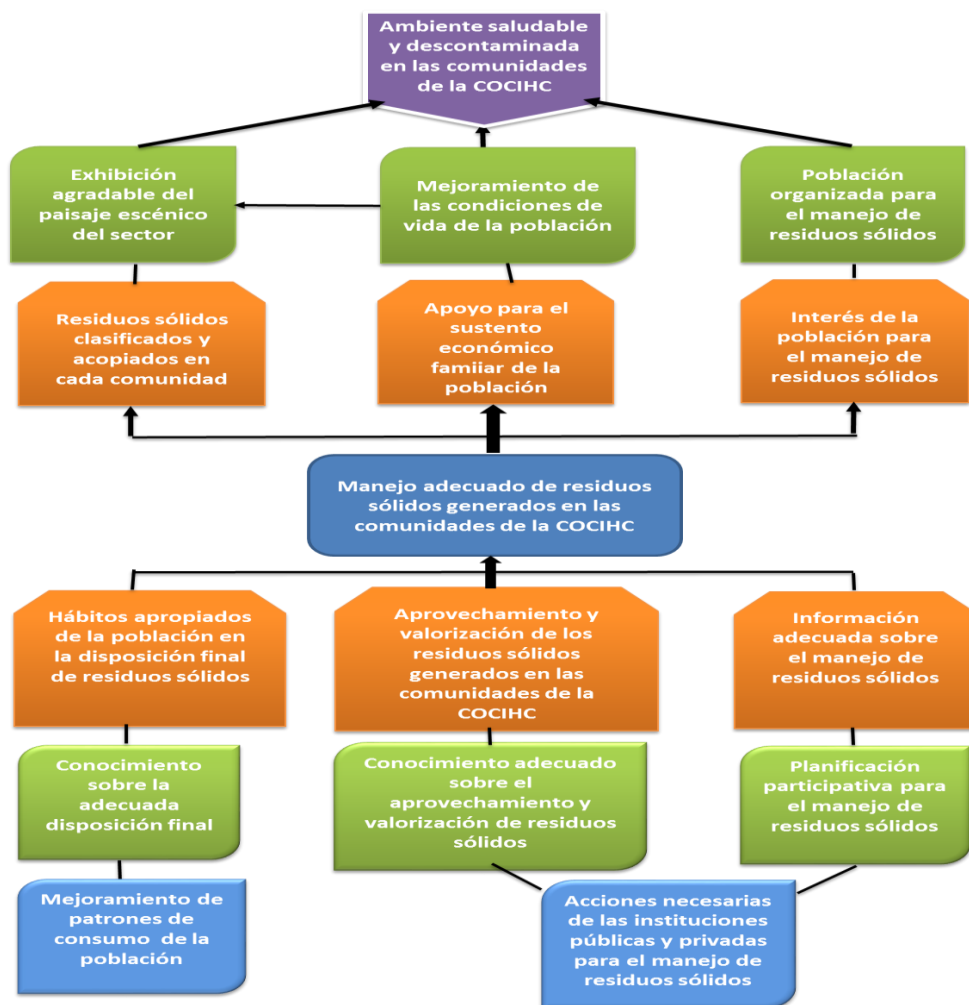 Ambiente saludable
y descontaminada
en las comunidades
de la COCIHC
Exhibición
agradable del
paisaje escénico
del sector
Mejoramiento de
las condiciones de
vida de la población
Población
organizada para
el manejo de
residuos sólidos
Residuos sólidos
clasificados y
acopiados en
cada comunidad
Apoyo para el
sustento
económico
famiiar de la
población
Interés de la
población para
el manejo de
residuos sólidos
Manejo adecuado de residuos
sólidos generados en las
comunidades de la COCIHC
Hábitos apropiados
de la población en
la disposición final
de residuos sólidos
Aprovechamiento y
valorización de los
residuos sólidos
generados en las
comunidades de la
COCIHC
Información
adecuada sobre
el manejo de
residuos sólidos
Conocimiento
sobre la
adecuada
disposición final
Conocimiento adecuado
sobre el
aprovechamiento y
valorización de residuos
sólidos
Planificación
participativa para
el manejo de
residuos sólidos
Mejoramiento de
patrones de
consumo de la
población
Acciones necesarias
de las instituciones
públicas y privadas
para el manejo de
residuos sólidos